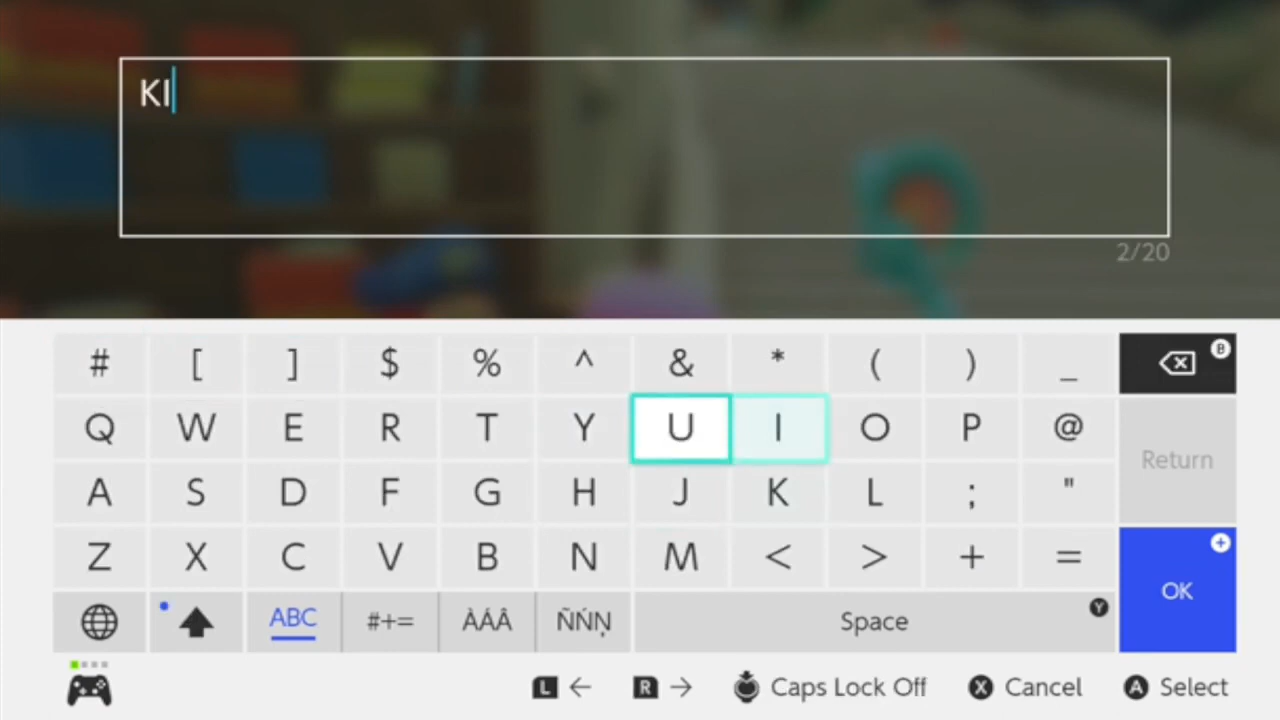 KI
2/20
# [ ] $ % ^ & * ( ) _ B
Q W E R T Y U I O P @ Return
A S D F G H J K L ; "
Z X C V B N M < > + = + OK
ABC #+= ÀÁÂ ÑŃŅ Space Y
L ← R → Caps Lock Off X Cancel A Select